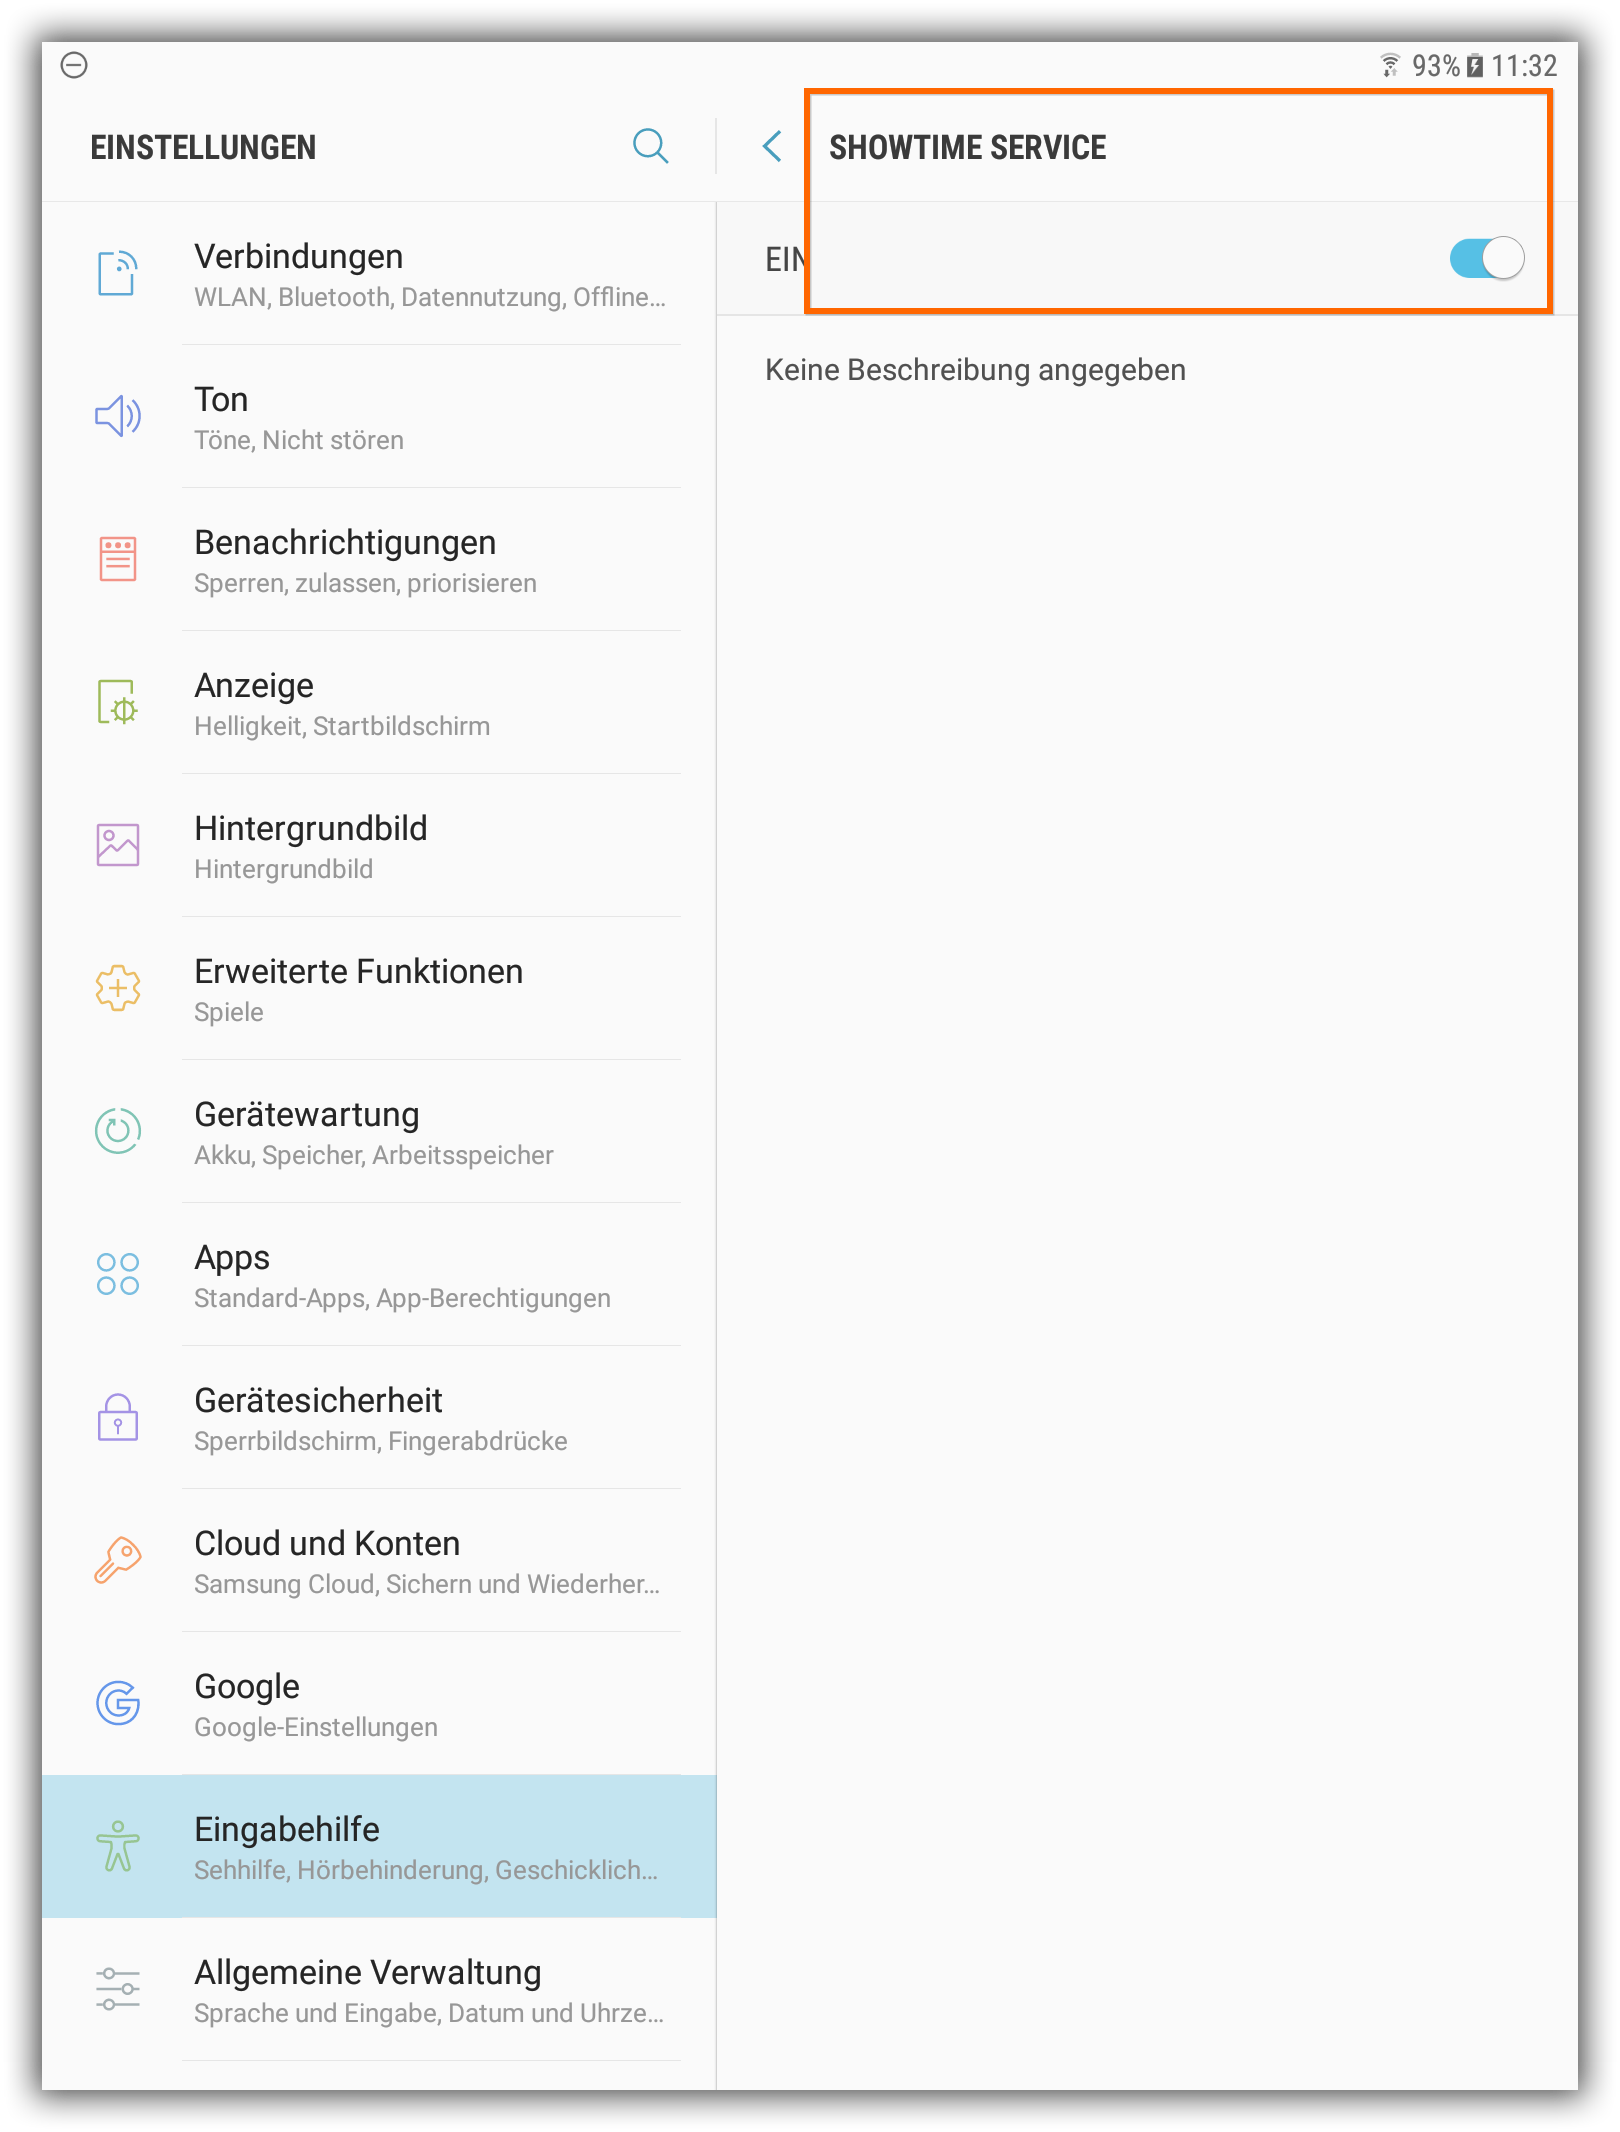 93% 11:32
EINSTELLUNGEN
SHOWTIME SERVICE
Verbindungen
WLAN, Bluetooth, Datennutzung, Offline…
Ton
Töne, Nicht stören
Benachrichtigungen
Sperren, zulassen, priorisieren
Anzeige
Helligkeit, Startbildschirm
Hintergrundbild
Hintergrundbild
Erweiterte Funktionen
Spiele
Gerätewartung
Akku, Speicher, Arbeitsspeicher
Apps
Standard-Apps, App-Berechtigungen
Gerätesicherheit
Sperrbildschirm, Fingerabdrücke
Cloud und Konten
Samsung Cloud, Sichern und Wiederher…
Google
Google-Einstellungen
Eingabehilfe
Sehhilfe, Hörbehinderung, Geschicklich…
Allgemeine Verwaltung
Sprache und Eingabe, Datum und Uhrze…
EIN
Keine Beschreibung angegeben